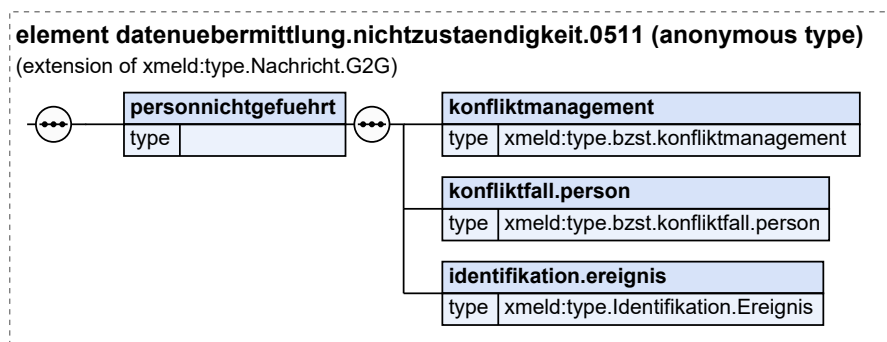 element datenuebermittlung.nichtzustaendigkeit.0511 (anonymous type)
(extension of xmeld:type.Nachricht.G2G)
personnichtgefuehrt
type
konfliktmanagement
type xmeld:type.bzst.konfliktmanagement
konfliktfall.person
type xmeld:type.bzst.konfliktfall.person
identifikation.ereignis
type xmeld:type.Identifikation.Ereignis